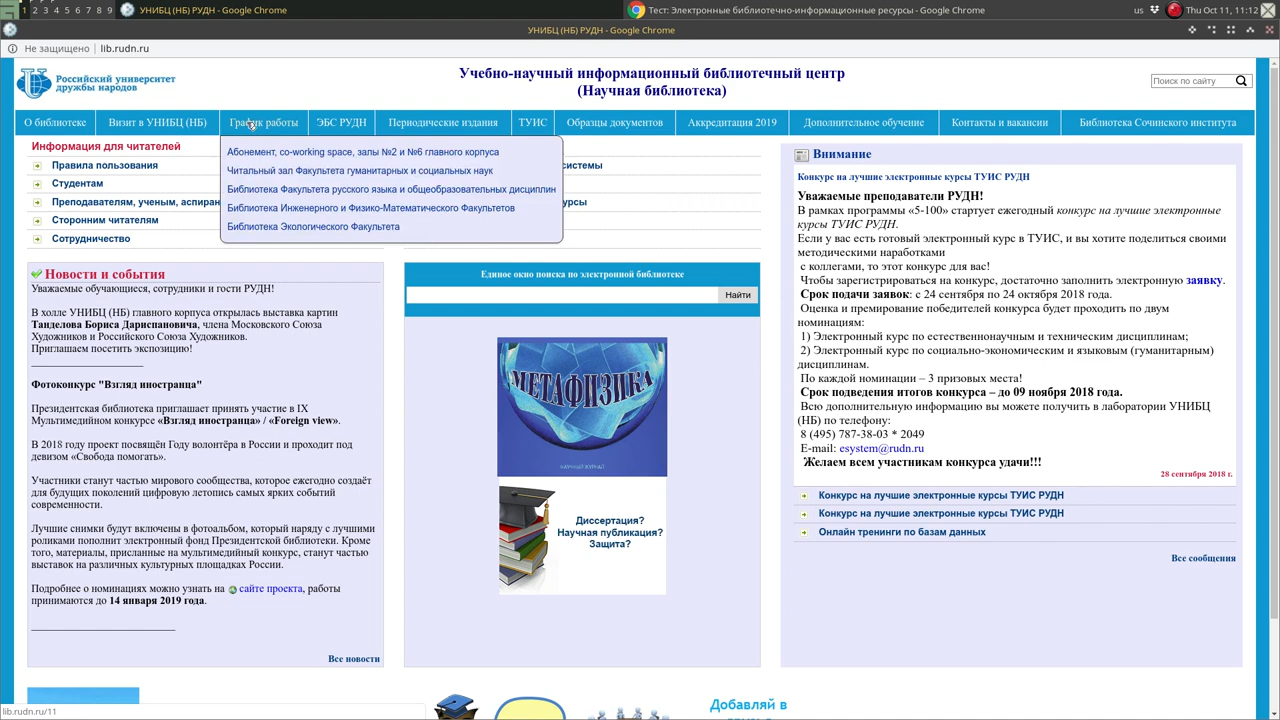 1 2 3 4 5 6 7 8 9
УНИБЦ (НБ) РУДН - Google Chrome
Тест: Электронные библиотечно-информационные ресурсы - Google Chrome
us
Thu Oct 11, 11:12
УНИБЦ (НБ) РУДН - Google Chrome
Не защищено
lib.rudn.ru
Российский университет
дружбы народов
Учебно-научный информационный библиотечный центр
(Научная библиотека)
Поиск по сайту
О библиотеке
Визит в УНИБЦ (НБ)
График работы
ЭБС РУДН
Периодические издания
ТУИС
Образцы документов
Аккредитация 2019
Дополнительное обучение
Контакты и вакансии
Библиотека Сочинского института
Абонемент, co-working space, залы №2 и №6 главного корпуса
Читальный зал Факультета гуманитарных и социальных наук
Библиотека Факультета русского языка и общеобразовательных дисциплин
Библиотека Инженерного и Физико-Математического Факультетов
Библиотека Экологического Факультета
Информация для читателей
Правила пользования
Студентам
Преподавателям, ученым, аспиран
Сторонним читателям
Сотрудничество
системы
урсы
Новости и события
Уважаемые обучающиеся, сотрудники и гости РУДН!
В холле УНИБЦ (НБ) главного корпуса открылась выставка картин
Танделова Бориса Дариспановича, члена Московского Союза
Художников и Российского Союза Художников.
Приглашаем посетить экспозицию!
Фотоконкурс "Взгляд иностранца"
Президентская библиотека приглашает принять участие в IX
Мультимедийном конкурсе «Взгляд иностранца» / «Foreign view».
В 2018 году проект посвящён Году волонтёра в России и проходит под
девизом «Свобода помогать».
Участники станут частью мирового сообщества, которое ежегодно создаёт
для будущих поколений цифровую летопись самых ярких событий
современности.
Лучшие снимки будут включены в фотоальбом, который наряду с лучшими
роликами пополнит электронный фонд Президентской библиотеки. Кроме
того, материалы, присланные на мультимедийный конкурс, станут частью
выставок на различных культурных площадках России.
Подробнее о номинациях можно узнать на сайте проекта, работы
принимаются до 14 января 2019 года.
Все новости
Единое окно поиска по электронной библиотеке
Найти
МЕТАФИЗИКА
НАУЧНЫЙ ЖУРНАЛ
Диссертация?
Научная публикация?
Защита?
Внимание
Конкурс на лучшие электронные курсы ТУИС РУДН
Уважаемые преподаватели РУДН!
В рамках программы «5-100» стартует ежегодный конкурс на лучшие электронные
курсы ТУИС РУДН.
Если у вас есть готовый электронный курс в ТУИС, и вы хотите поделиться своими
методическими наработками
с коллегами, то этот конкурс для вас!
Чтобы зарегистрироваться на конкурс, достаточно заполнить электронную заявку.
Срок подачи заявок: с 24 сентября по 24 октября 2018 года.
Оценка и премирование победителей конкурса будет проходить по двум
номинациям:
1) Электронный курс по естественнонаучным и техническим дисциплинам;
2) Электронный курс по социально-экономическим и языковым (гуманитарным)
дисциплинам.
По каждой номинации – 3 призовых места!
Срок подведения итогов конкурса – до 09 ноября 2018 года.
Всю дополнительную информацию вы можете получить в лаборатории УНИБЦ
(НБ) по телефону:
8 (495) 787-38-03 * 2049
E-mail: esystem@rudn.ru
Желаем всем участникам конкурса удачи!!!
28 сентября 2018 г.
Конкурс на лучшие электронные курсы ТУИС РУДН
Конкурс на лучшие электронные курсы ТУИС РУДН
Онлайн тренинги по базам данных
Все сообщения
Добавляй в
lib.rudn.ru/11